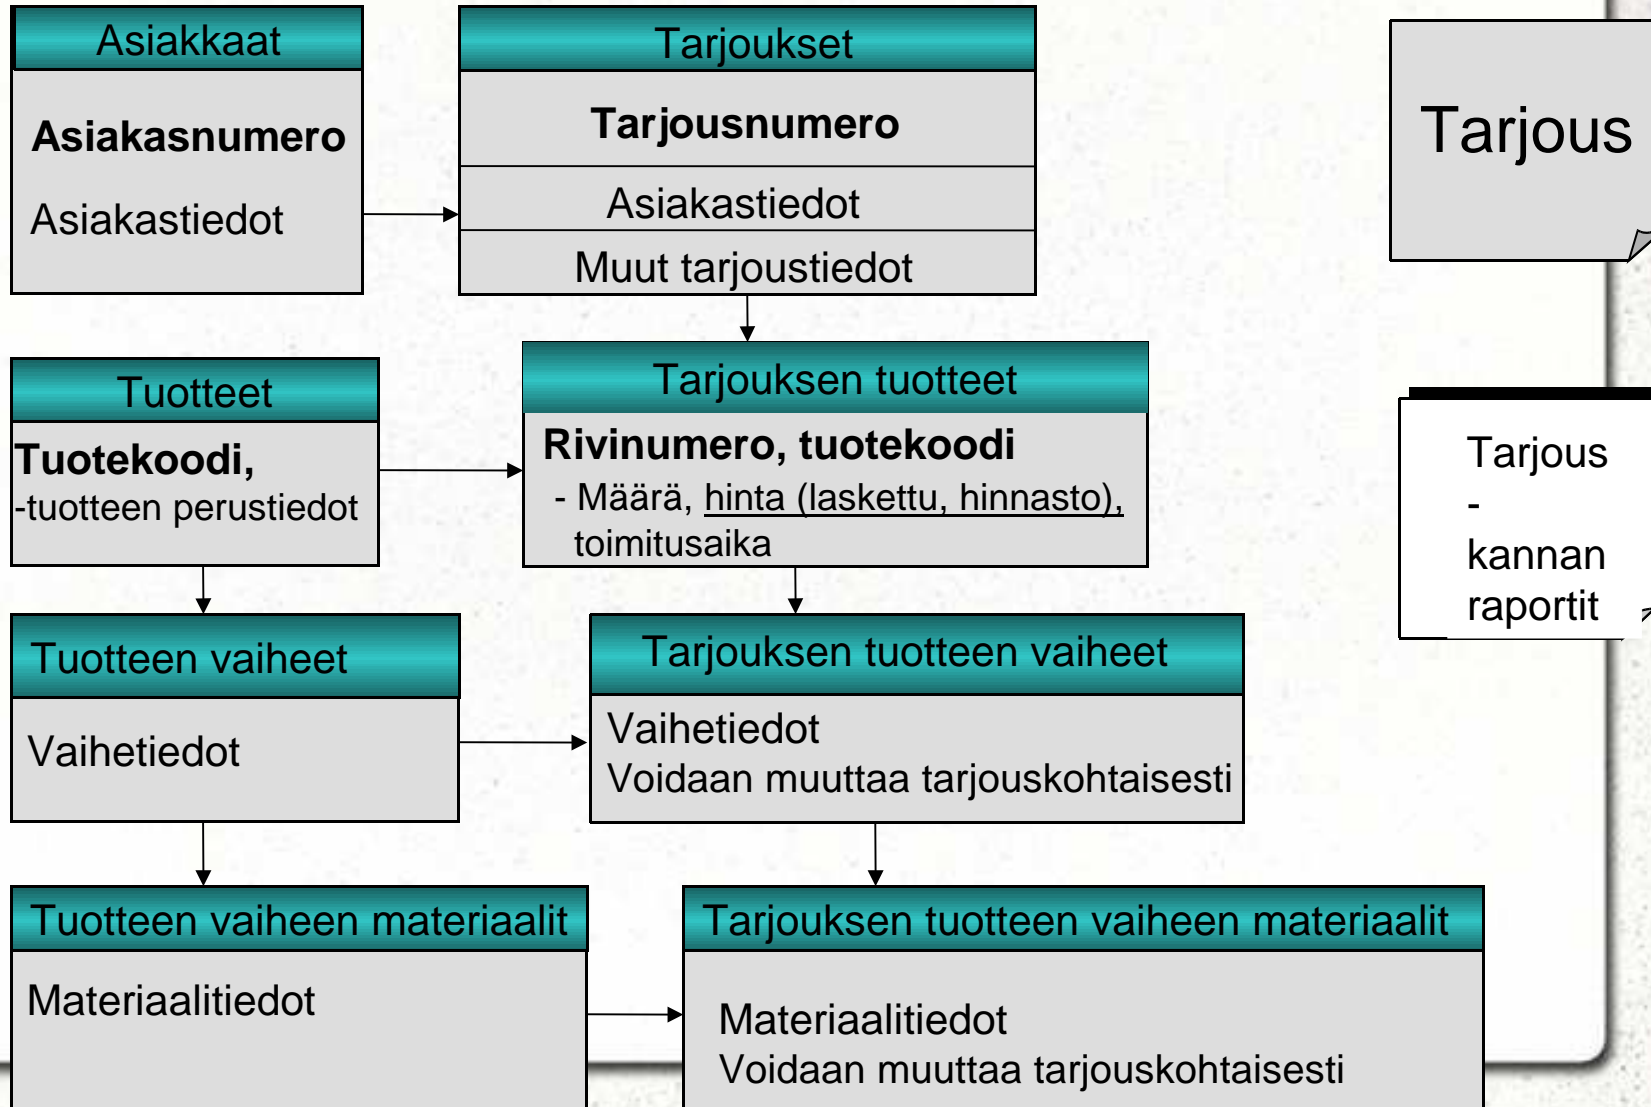 Asiakkaat
Asiakasnumero
Asiakastiedot
Tarjoukset
Tarjousnumero
Asiakastiedot
Muut tarjoustiedot
Tarjous
Tuotteet
Tuotekoodi,
-tuotteen perustiedot
Tarjouksen tuotteet
Rivinumero, tuotekoodi
- Määrä, hinta (laskettu, hinnasto),
toimitusaika
Tarjous
-
kannan
raportit
Tuotteen vaiheet
Vaihetiedot
Tarjouksen tuotteen vaiheet
Vaihetiedot
Voidaan muuttaa tarjouskohtaisesti
Tuotteen vaiheen materiaalit
Materiaalitiedot
Tarjouksen tuotteen vaiheen materiaalit
Materiaalitiedot
Voidaan muuttaa tarjouskohtaisesti